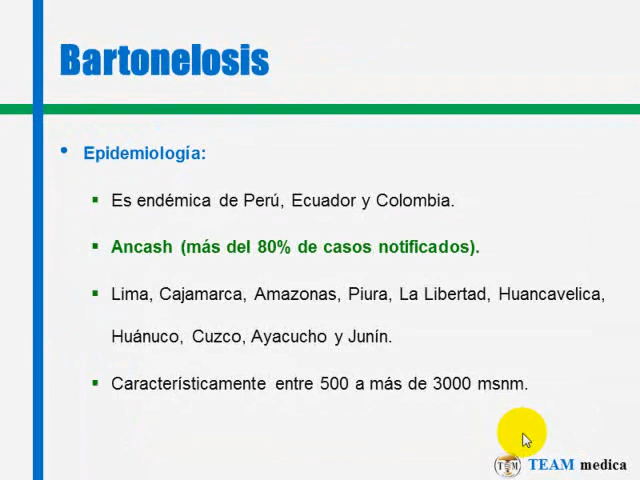 Bartonelosis
Epidemiología:
Es endémica de Perú, Ecuador y Colombia.
Ancash (más del 80% de casos notificados).
Lima, Cajamarca, Amazonas, Piura, La Libertad, Huancavelica,
Huánuco, Cuzco, Ayacucho y Junín.
Característicamente entre 500 a más de 3000 msnm.
TEAM medica